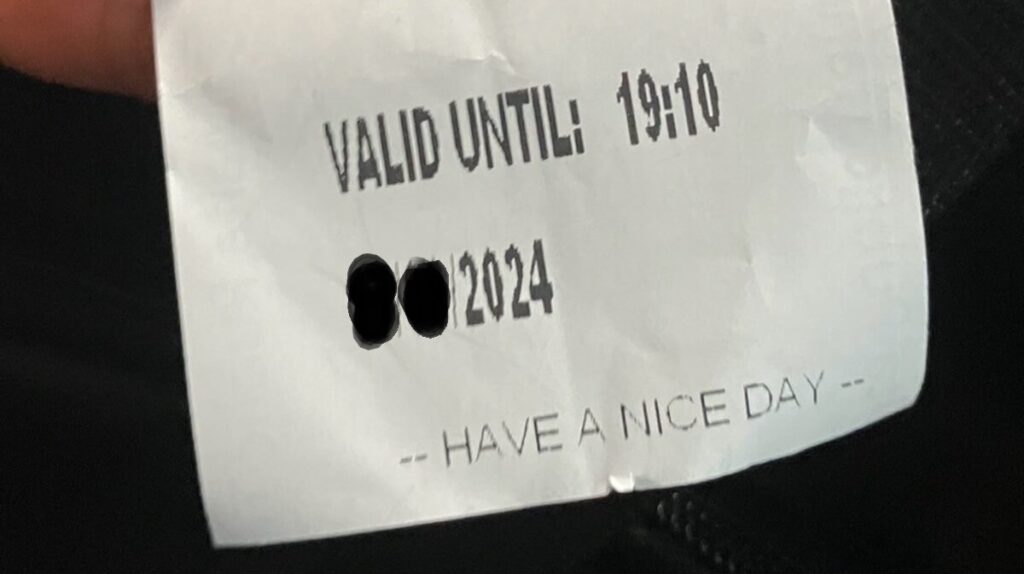 VALID UNTIL: 19:10
/2024
-- HAVE A NICE DAY --